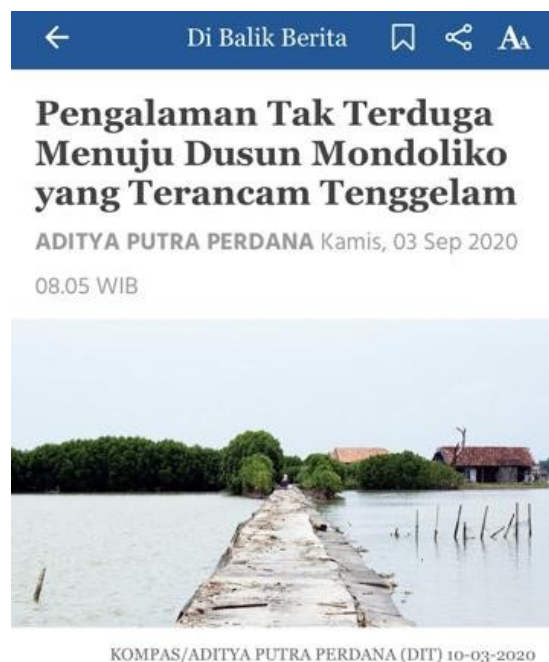 Di Balik Berita
AA
Pengalaman Tak Terduga
Menuju Dusun Mondoliko
yang Terancam Tenggelam
ADITYA PUTRA PERDANA Kamis, 03 Sep 2020
08.05 WIB
KOMPAS/ADITYA PUTRA PERDANA (DIT) 10-03-2020